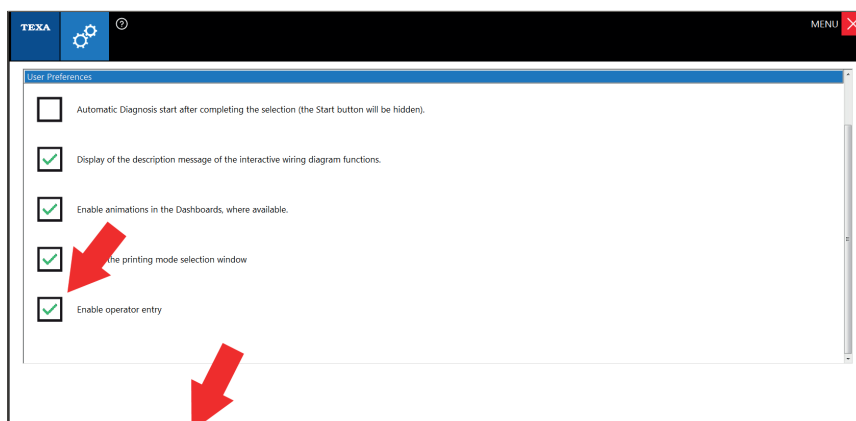 TEXA
?
MENU
User Preferences
Automatic Diagnosis start after completing the selection (the Start button will be hidden).
Display of the description message of the interactive wiring diagram functions.
Enable animations in the Dashboards, where available.
the printing mode selection window
Enable operator entry